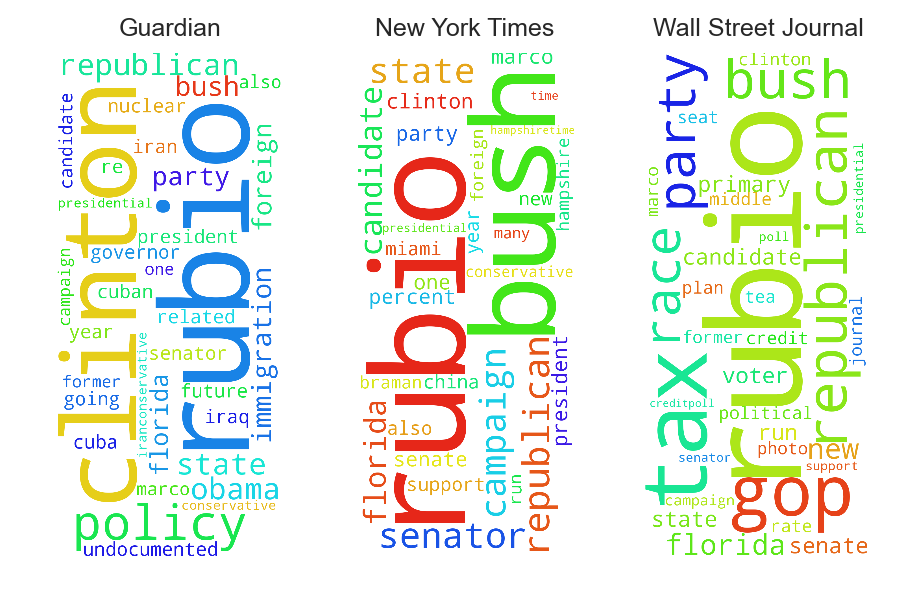 Guardian
republican
bush
also
clinton
nuclear
candidate
rubio
foreign
iran
re
party
presidential
president
governor
one
campaign
cuban
immigration
related
year
iranconservative
senator
former
future
going
florida
iraq
cuba
state
marco
obama
conservative
policy
undocumented
New York Times
marco
state
bush
clinton
time
candidate
party
foreign
hampshiretime
hampshire
rubio
new
presidential
year
many
miami
conservative
one
percent
campaign
republican
president
braman
china
florida
also
senate
support
run
senator
Wall Street Journal
clinton
party
bush
seat
rubio
republican
presidential
marco
primary
middle
race
poll
candidate
plan
tea
journal
former
credit
tax
voter
creditpoll
political
run
photo
new
senator
support
gop
campaign
state
rate
florida
senate